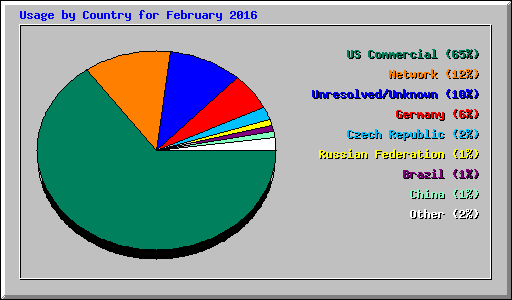 Usage by Country for February 2016
US Commercial (65%)
Network (12%)
Unresolved/Unknown (10%)
Germany (6%)
Czech Republic (2%)
Russian Federation (1%)
Brazil (1%)
China (1%)
Other (2%)